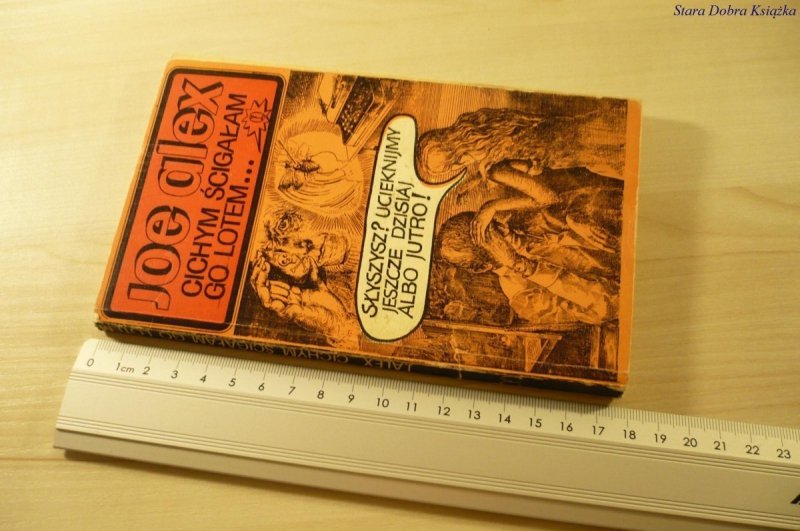 Stara Dobra Książka
Joe alex
CICHYM ŚCIGAŁAM
GO LOTEM...
SŁYSZYSZ? UCIEKNIJMY
JESZCZE DZISIAJ
ALBO JUTRO!
J.ALEX CICHYM ŚCIGAŁAM GO
0 1cm 2 3 4 5 6 7 8 9 10 11 12 13 14 15 16 17 18 19 20 21 22 23